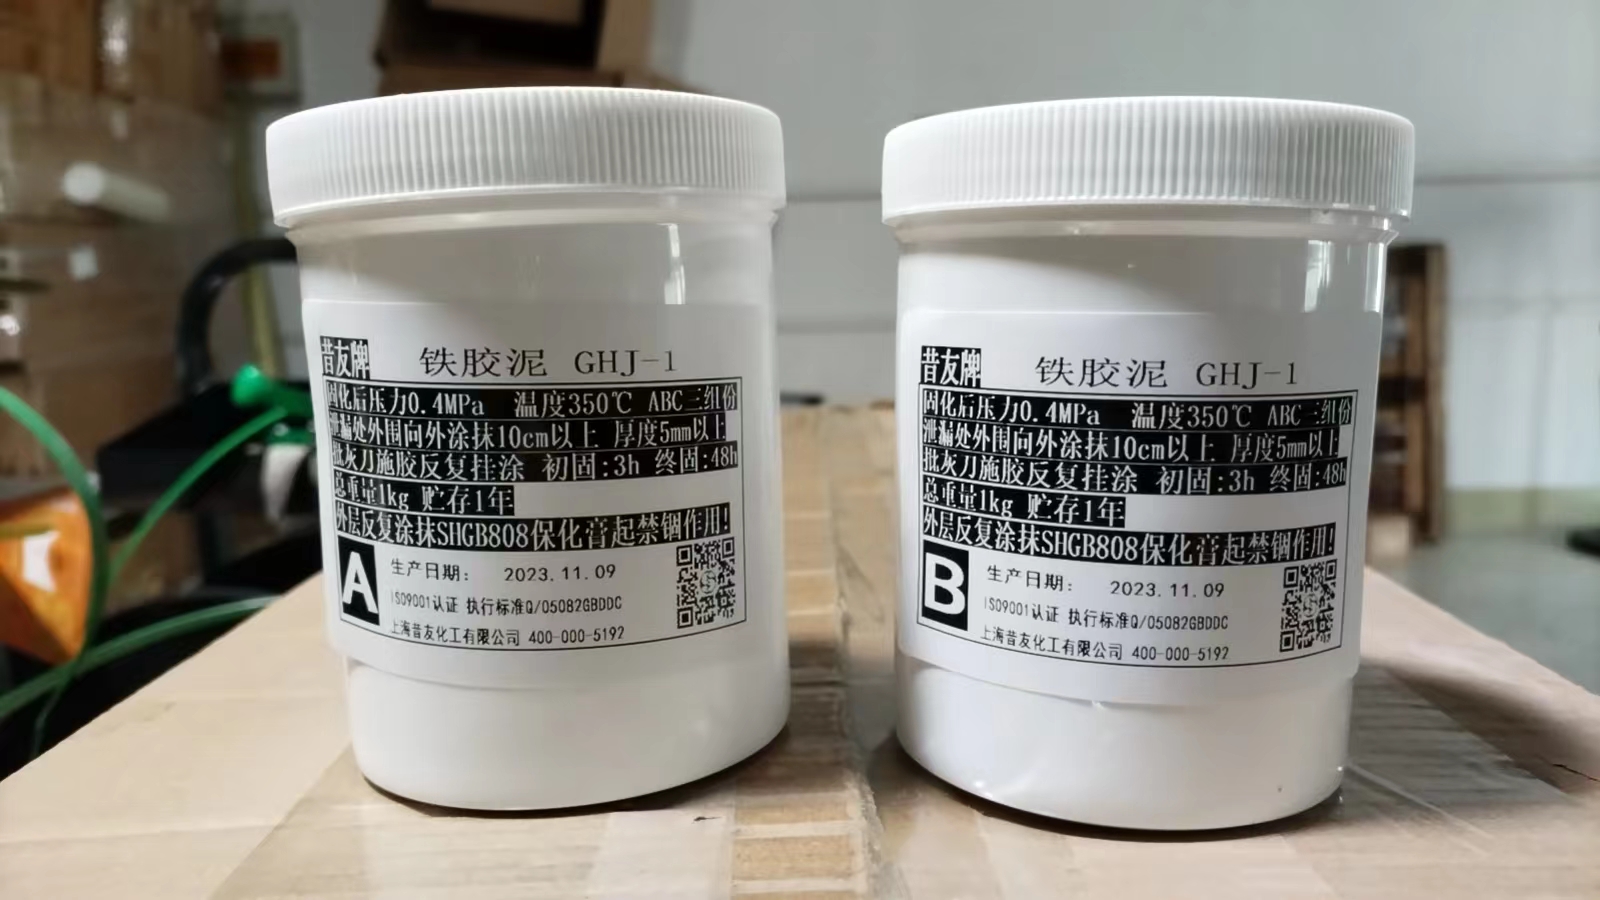 昔友牌 铁胶泥 GHJ-1
固化后压力0.4MPa 温度350℃ ABC三组份
泄漏处外围向外涂抹10cm以上 厚度5mm以上
批灰刀施胶反复挂涂 初固:3h 终固:48h
总重量1kg 贮存1年
外层反复涂抹SHGB808保化膏起禁锢作用!
A
生产日期: 2023.11.09
ISO9001认证 执行标准Q/05082GBDDC
上海昔友化工有限公司 400-000-5192
昔友牌 铁胶泥 GHJ-1
固化后压力0.4MPa 温度350℃ ABC三组份
泄漏处外围向外涂抹10cm以上 厚度5mm以上
批灰刀施胶反复挂涂 初固:3h 终固:48h
总重量1kg 贮存1年
外层反复涂抹SHGB808保化膏起禁锢作用!
B
生产日期: 2023.11.09
ISO9001认证 执行标准Q/05082GBDDC
上海昔友化工有限公司 400-000-5192